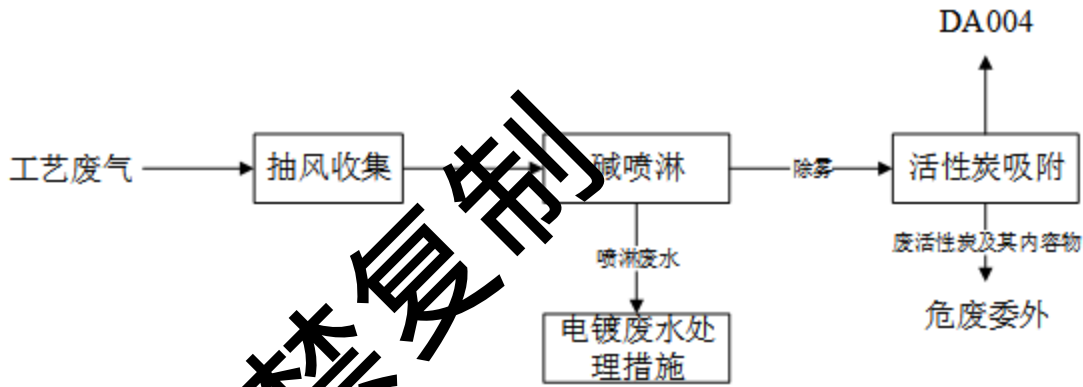 DA004
工艺废气
抽风收集
碱喷淋
除雾
活性炭吸附
喷淋废水
废活性炭及其内容物
电镀废水处
理措施
危废委外
禁复制